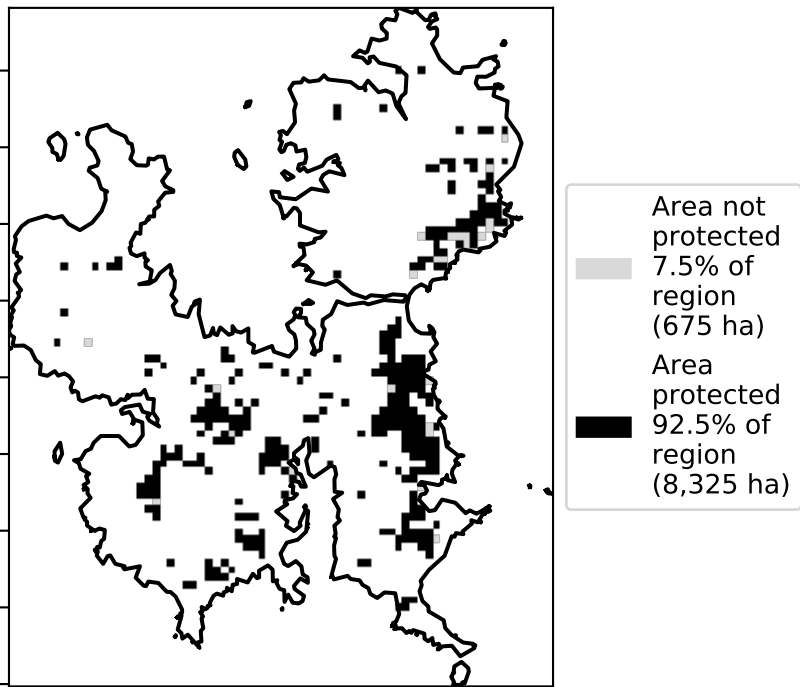 Area not
protected
7.5% of
region
(675 ha)
Area
protected
92.5% of
region
(8,325 ha)